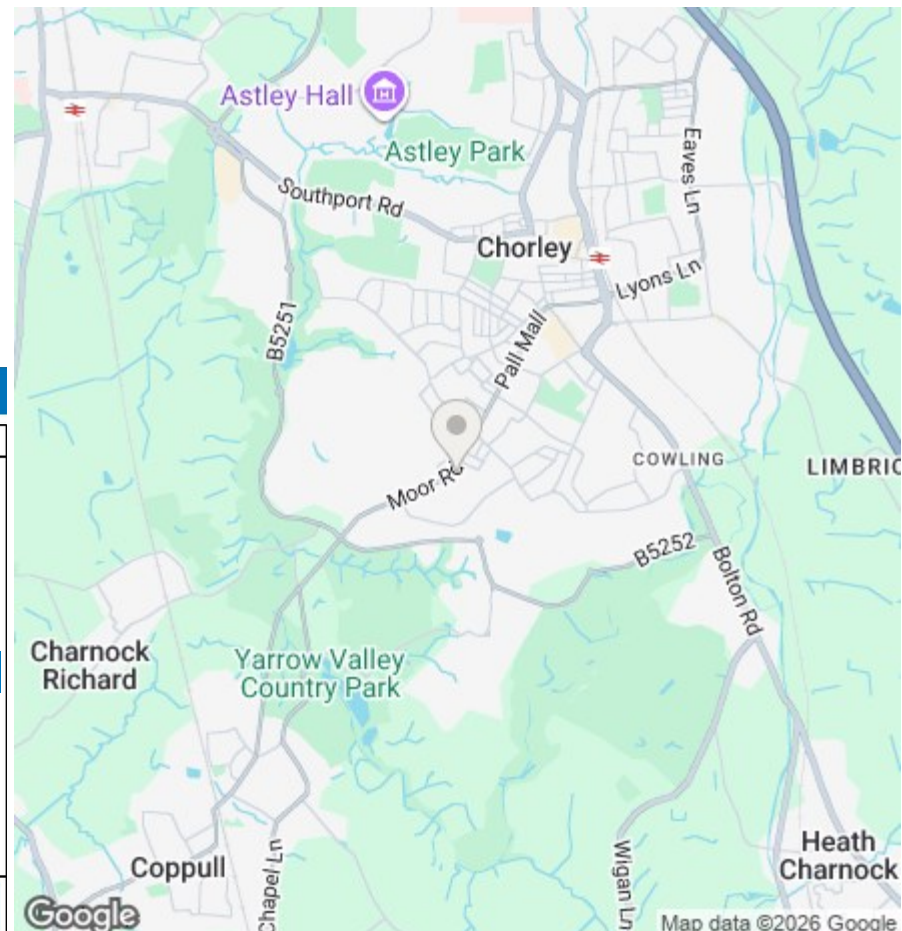 Astley Hall
Astley Park
Eaves Ln
Southport Rd
Chorley
Lyons Ln
B5251
Pall Mall
COWLING
LIMBRIC
Moor Rd
B5252
Bolton Rd
Charnock
Richard
Yarrow Valley
Country Park
Heath
Charnock
Coppull
Chapel Ln
Wigan Ln
Google
Map data ©2026 Google